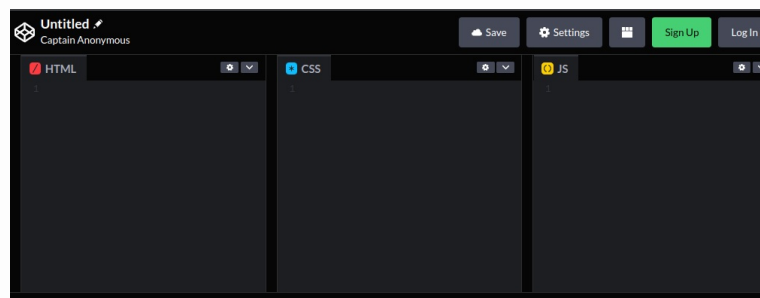 Untitled
Captain Anonymous
Save
Settings
Sign Up
Log In
HTML
CSS
JS
1
1
1